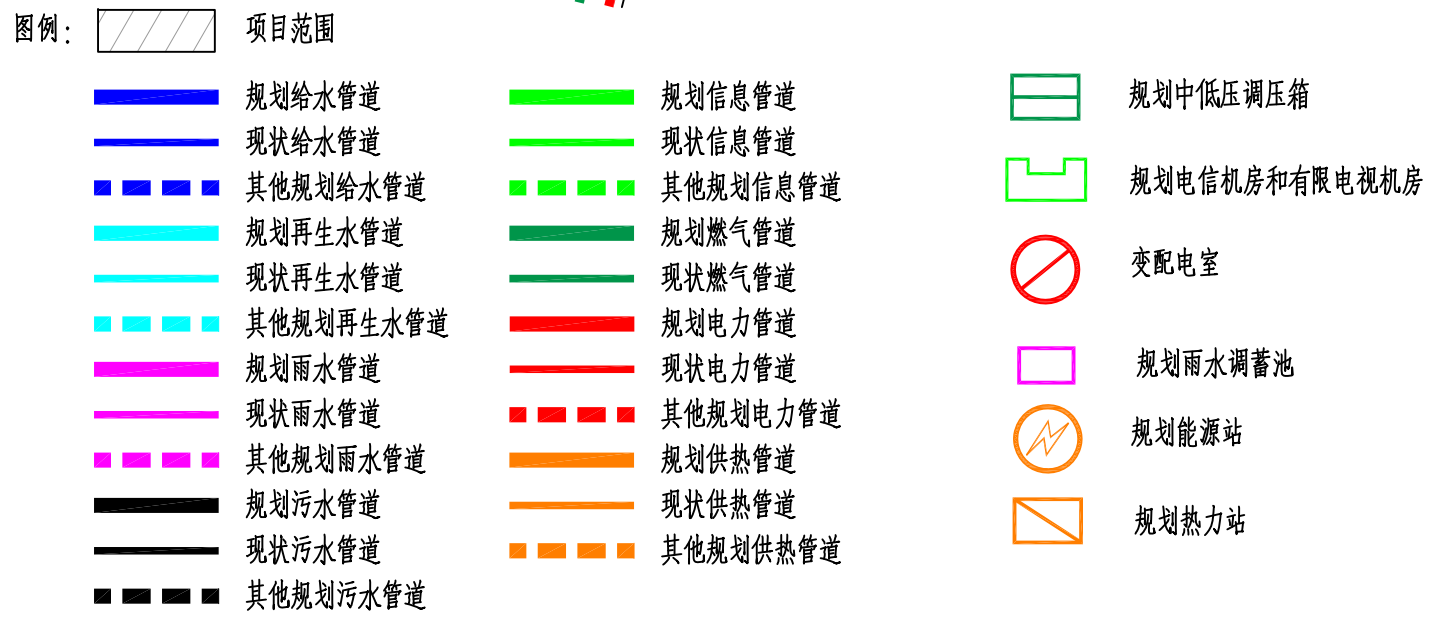 图例: 项目范围
规划给水管道
现状给水管道
其他规划给水管道
规划再生水管道
现状再生水管道
其他规划再生水管道
规划雨水管道
现状雨水管道
其他规划雨水管道
规划污水管道
现状污水管道
其他规划污水管道
规划信息管道
现状信息管道
其他规划信息管道
规划燃气管道
现状燃气管道
规划电力管道
现状电力管道
其他规划电力管道
规划供热管道
现状供热管道
其他规划供热管道
规划中低压调压箱
规划电信机房和有限电视机房
变配电室
规划雨水调蓄池
规划能源站
规划热力站